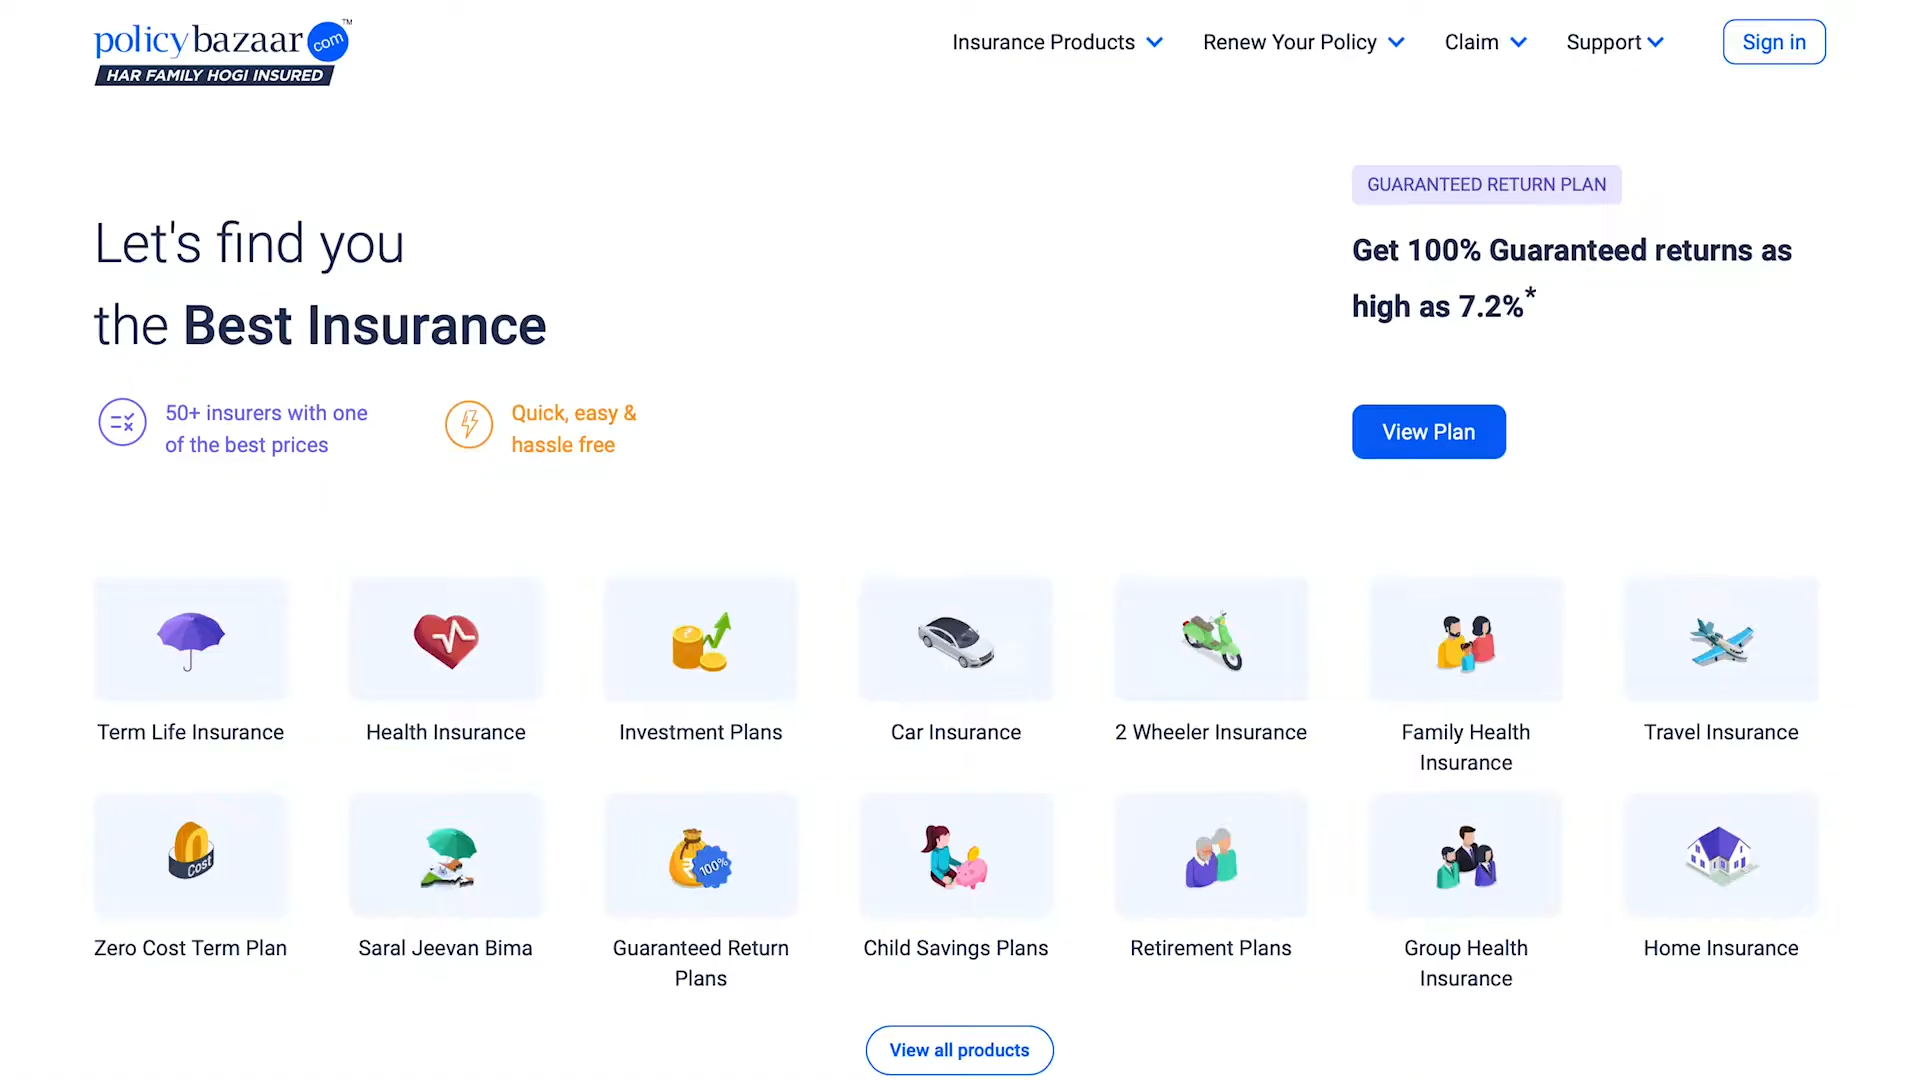 policybazaar com TM
HAR FAMILY HOGI INSURED
Insurance Products
Renew Your Policy
Claim
Support
Sign in
Let's find you
the Best Insurance
50+ insurers with one
of the best prices
Quick, easy &
hassle free
GUARANTEED RETURN PLAN
Get 100% Guaranteed returns as
high as 7.2%*
View Plan
Term Life Insurance
Health Insurance
Investment Plans
Car Insurance
2 Wheeler Insurance
Family Health
Insurance
Travel Insurance
Cost
₹
100%
Zero Cost Term Plan
Saral Jeevan Bima
Guaranteed Return
Plans
Child Savings Plans
Retirement Plans
Group Health
Insurance
Home Insurance
View all products